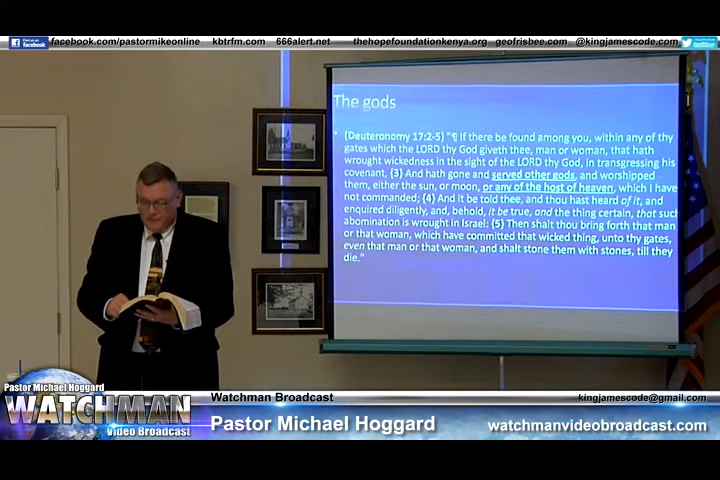 Find us on facebook facebook.com/pastormikeonline kbtrfm.com 666alert.net thehopefoundationkenya.org geofrisbee.com @kingjamescode.com
The gods
• (Deuteronomy 17:2-5) "¶ If there be found among you, within any of thy
gates which the LORD thy God giveth thee, man or woman, that hath
wrought wickedness in the sight of the LORD thy God, in transgressing his
covenant, (3) And hath gone and served other gods, and worshipped
them, either the sun, or moon, or any of the host of heaven, which I have
not commanded; (4) And it be told thee, and thou hast heard of it, and
enquired diligently, and, behold, it be true, and the thing certain, that such
abomination is wrought in Israel: (5) Then shalt thou bring forth that man
or that woman, which have committed that wicked thing, unto thy gates,
even that man or that woman, and shalt stone them with stones, till they
die."
Pastor Michael Hoggard
WATCHMAN
Video Broadcast
Watchman Broadcast kingjamescode@gmail.com
Pastor Michael Hoggard watchmanvideobroadcast.com